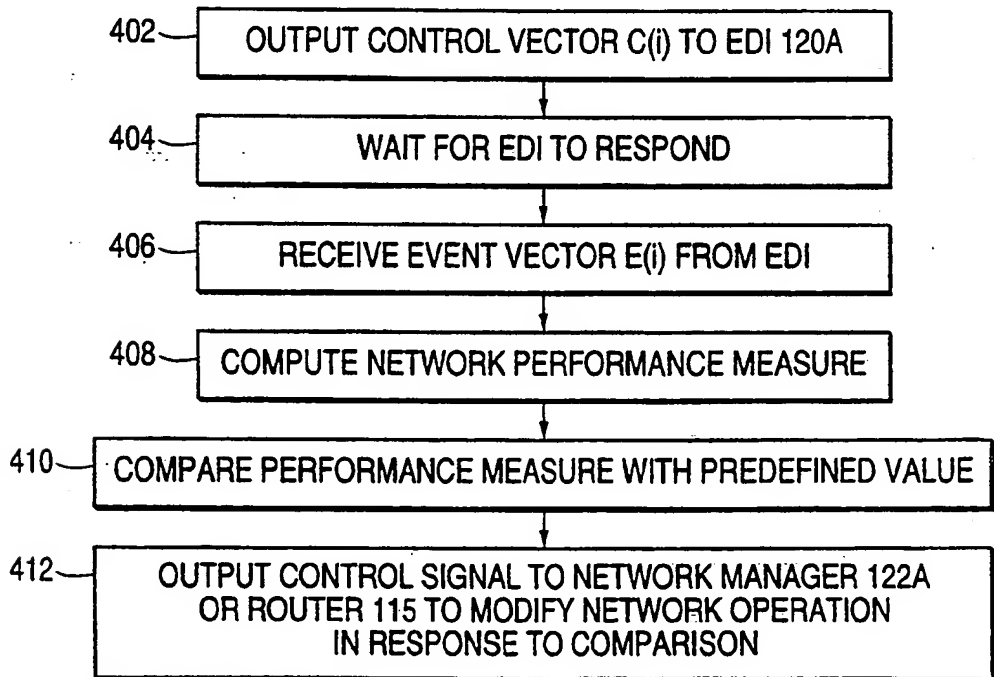 402
OUTPUT CONTROL VECTOR C(i) TO EDI 120A
404
WAIT FOR EDI TO RESPOND
406
RECEIVE EVENT VECTOR E(i) FROM EDI
408
COMPUTE NETWORK PERFORMANCE MEASURE
410
COMPARE PERFORMANCE MEASURE WITH PREDEFINED VALUE
412
OUTPUT CONTROL SIGNAL TO NETWORK MANAGER 122A
OR ROUTER 115 TO MODIFY NETWORK OPERATION
IN RESPONSE TO COMPARISON